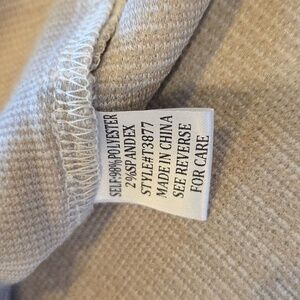 SELF:98%POLYESTER
2%SPANDEX
STYLE#T3877
MADE IN CHINA
SEE REVERSE
FOR CARE